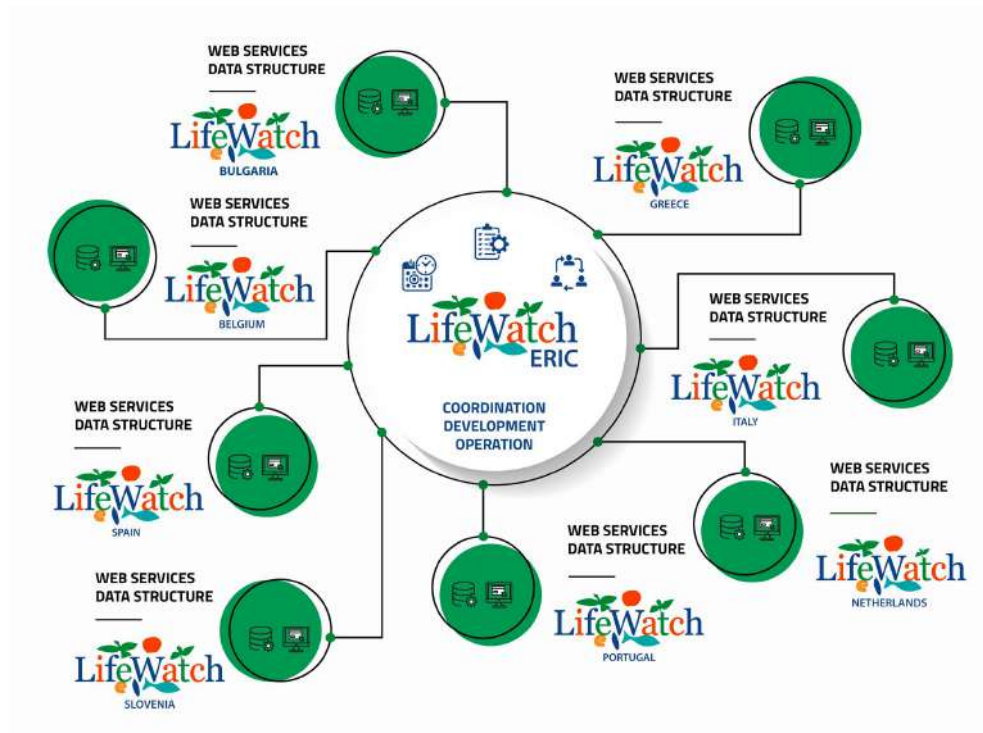 WEB SERVICES
DATA STRUCTURE
LifeWatch
BULGARIA
WEB SERVICES
DATA STRUCTURE
LifeWatch
GREECE
WEB SERVICES
DATA STRUCTURE
LifeWatch
BELGIUM
LifeWatch
ERIC
COORDINATION
DEVELOPMENT
OPERATION
WEB SERVICES
DATA STRUCTURE
LifeWatch
ITALY
WEB SERVICES
DATA STRUCTURE
LifeWatch
SPAIN
WEB SERVICES
DATA STRUCTURE
LifeWatch
NETHERLANDS
WEB SERVICES
DATA STRUCTURE
LifeWatch
PORTUGAL
WEB SERVICES
DATA STRUCTURE
LifeWatch
SLOVENIA